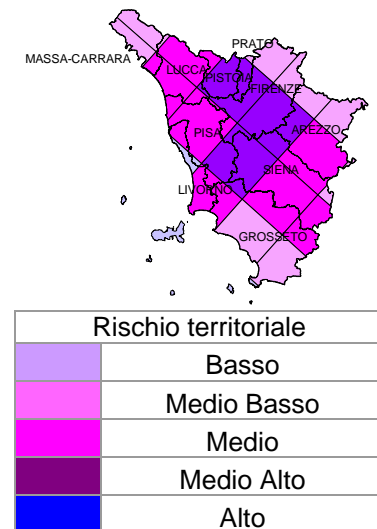 PRATO
MASSA-CARRARA
LUCCA
PISTOIA
FIRENZE
AREZZO
PISA
SIENA
LIVORNO
GROSSETO
Rischio territoriale
Basso
Medio Basso
Medio
Medio Alto
Alto